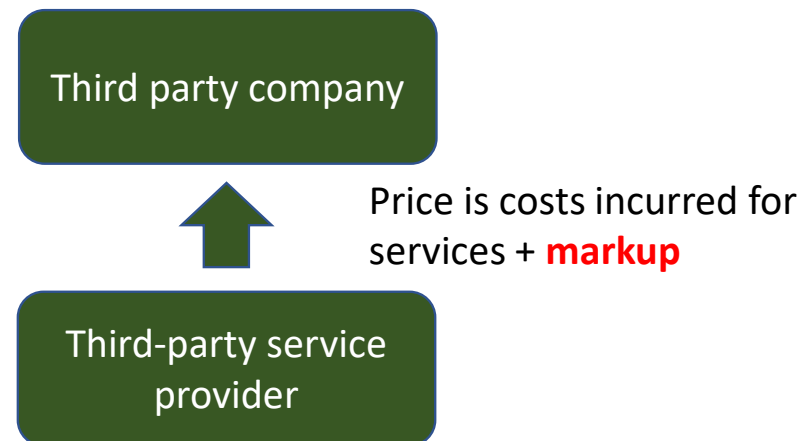 Third party company
Price is costs incurred for
services + markup
Third-party service
provider